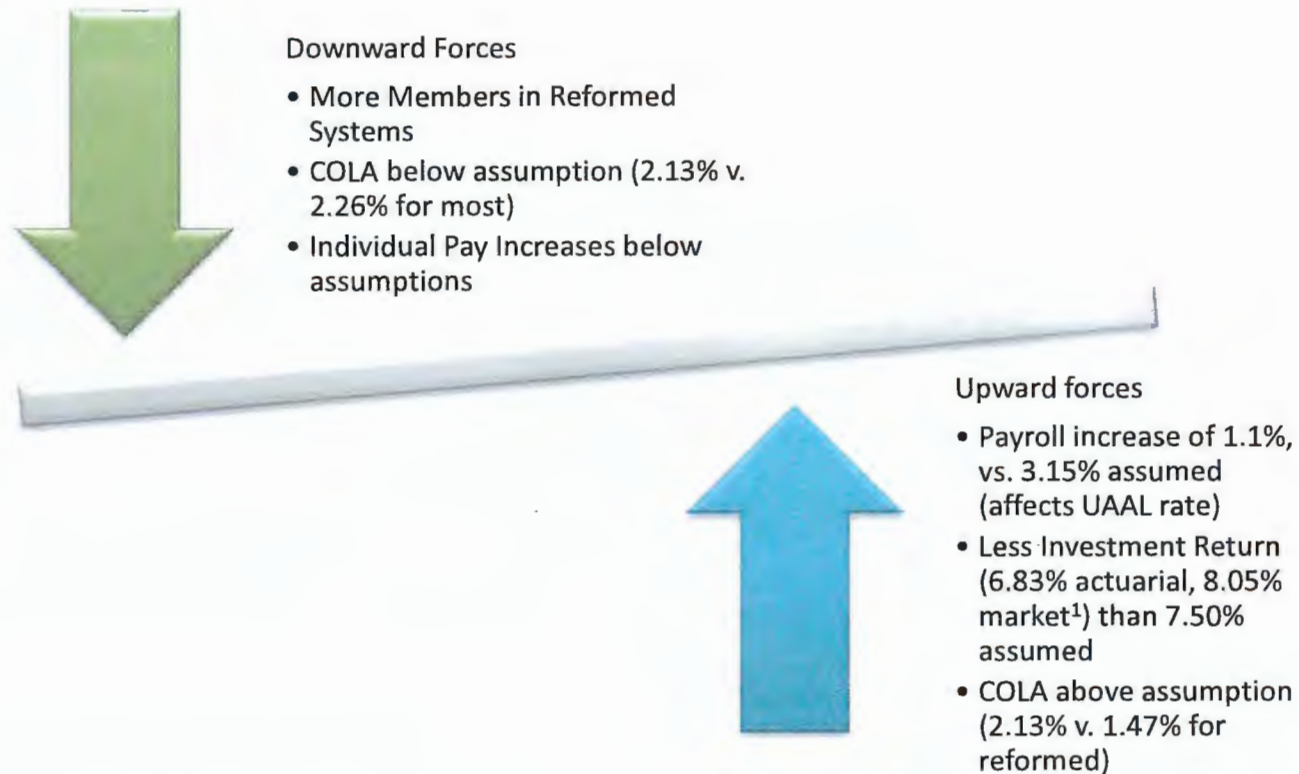 Downward Forces
• More Members in Reformed
Systems
• COLA below assumption (2.13% v.
2.26% for most)
• Individual Pay Increases below
assumptions
Upward forces
• Payroll increase of 1.1%,
vs. 3.15% assumed
(affects UAAL rate)
• Less Investment Return
(6.83% actuarial, 8.05%
market¹) than 7.50%
assumed
• COLA above assumption
(2.13% v. 1.47% for
reformed)